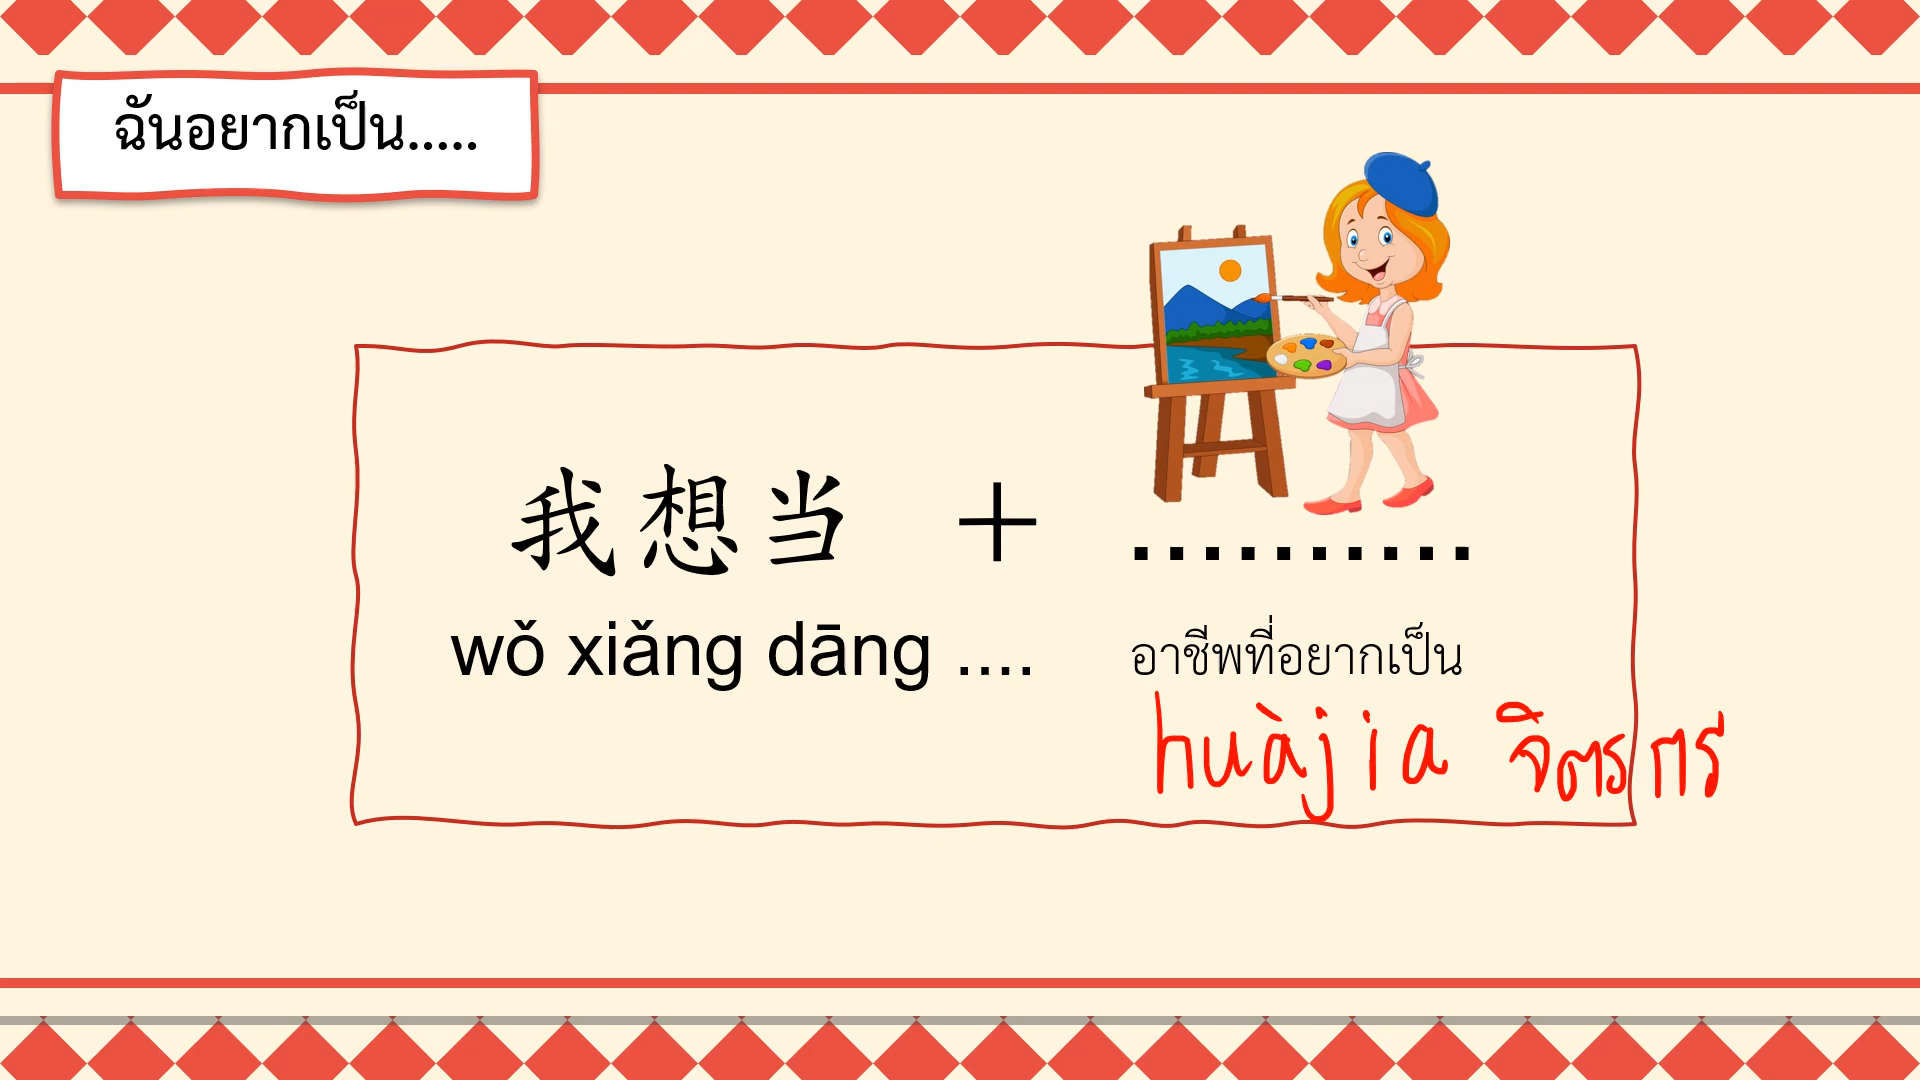 ฉันอยากเป็น.....
我想当 + ..........
wǒ xiǎng dāng .... อาชีพที่อยากเป็น
huàjia จิตรกรี